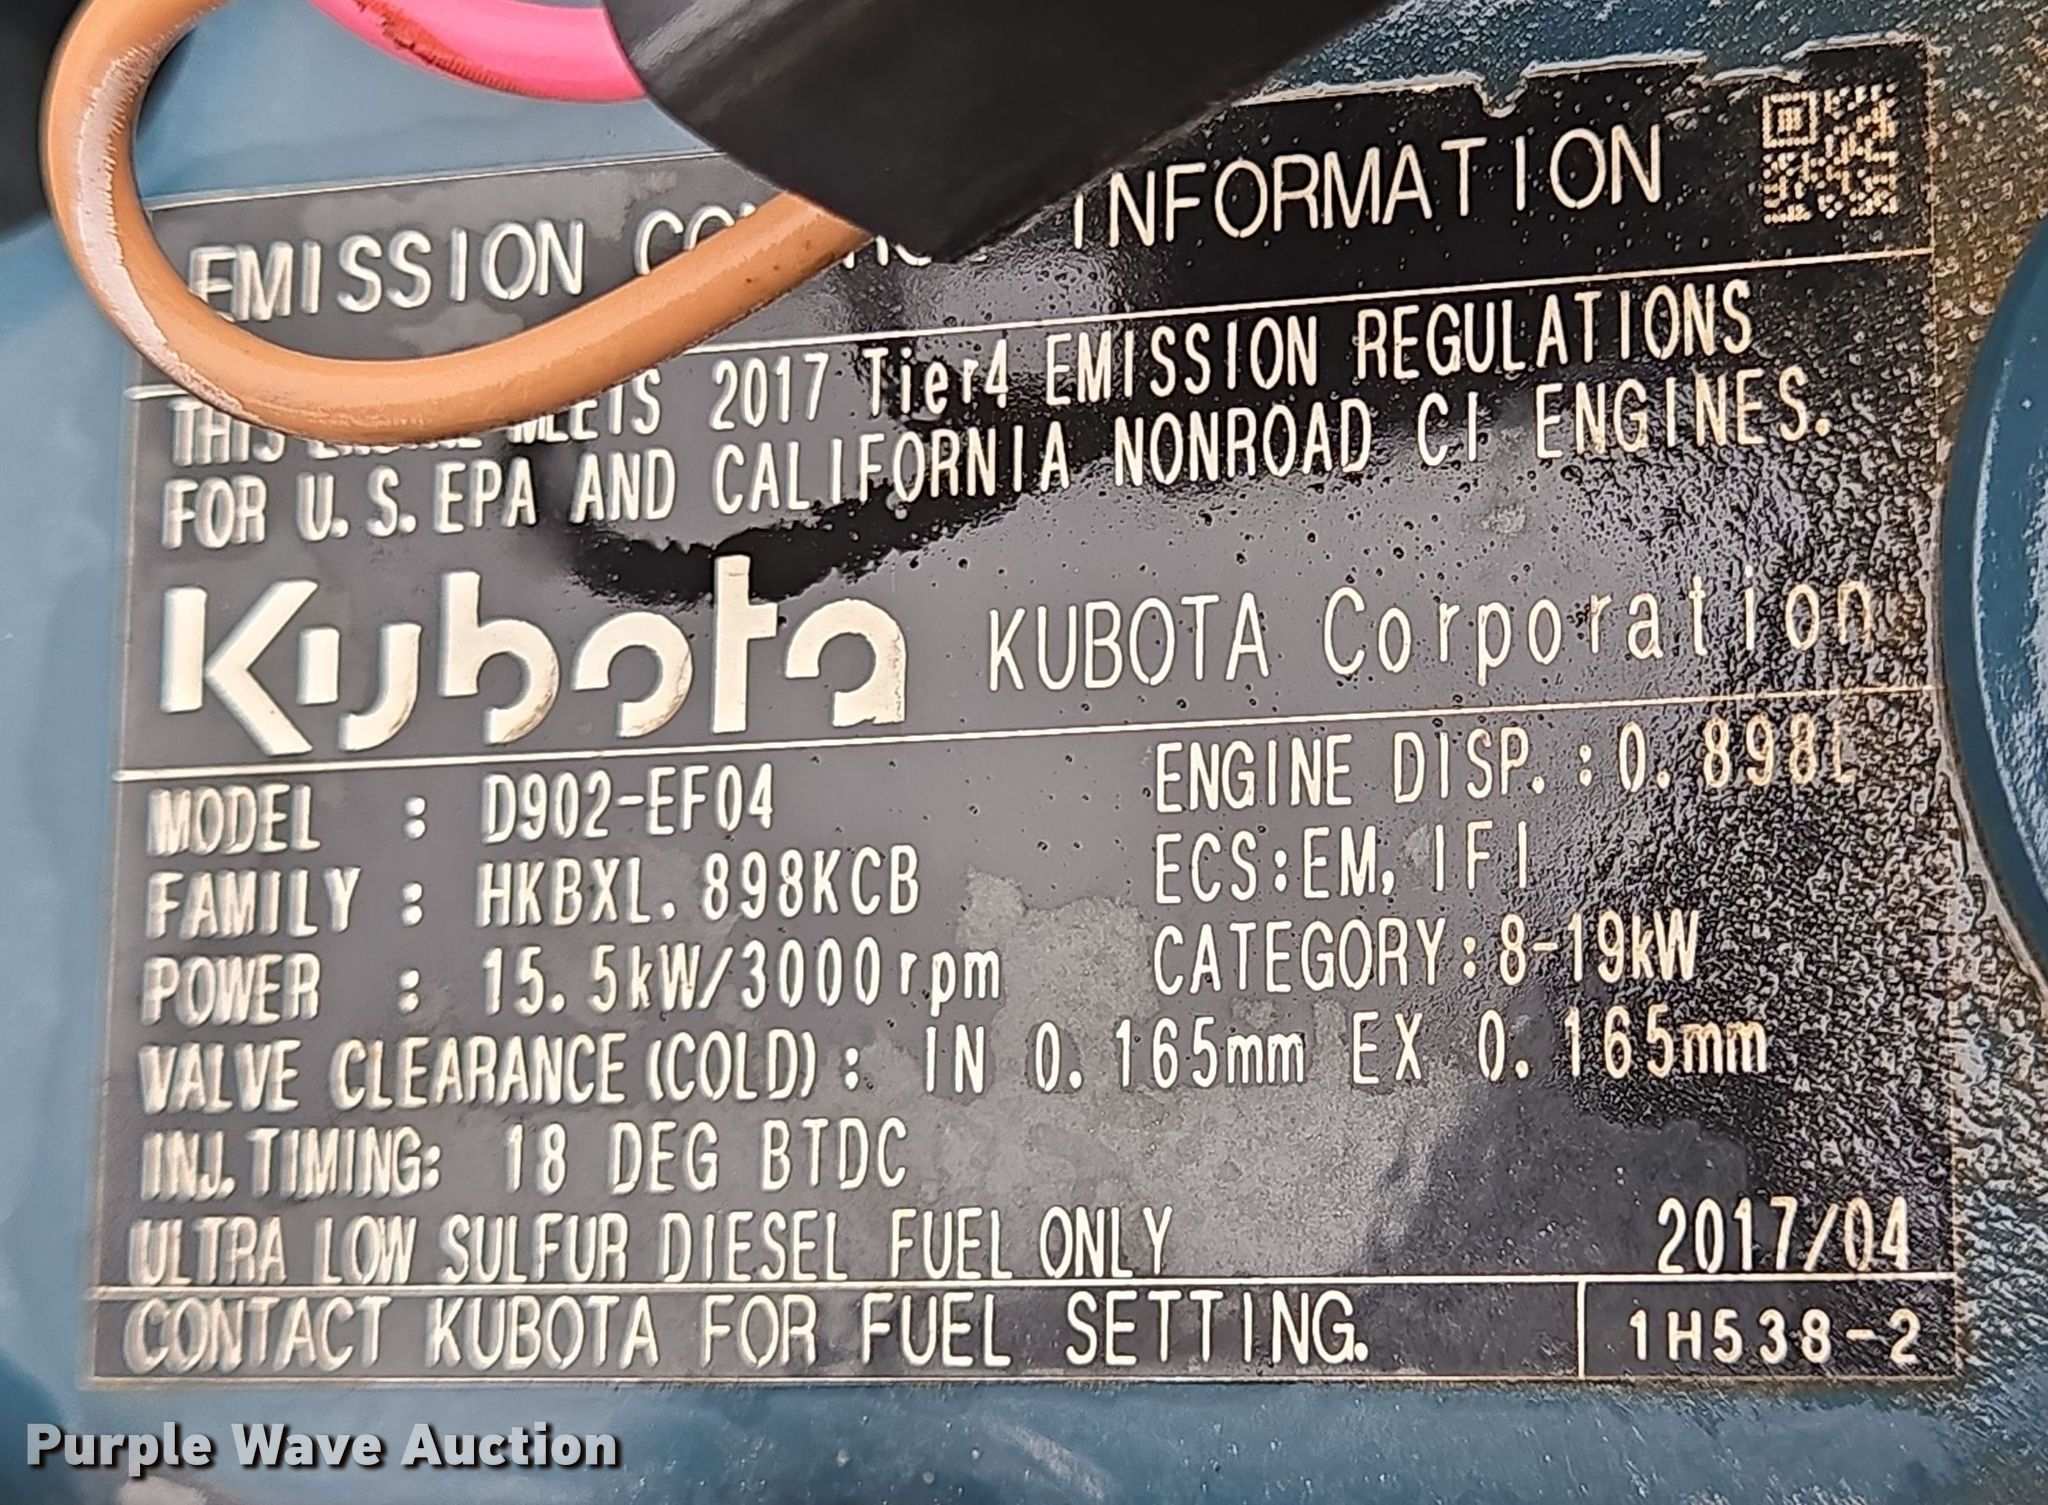 EMISSION INFORMATION
THIS MEETS 2017 Tier4 EMISSION REGULATIONS
FOR U.S.EPA AND CALIFORNIA NONROAD CI ENGINES.
Kubota KUBOTA Corporation
MODEL : D902-EF04 ENGINE DISP.:0.898L
FAMILY : HKBXL.898KCB ECS:EM,IFI
POWER : 15.5kW/3000rpm CATEGORY:8-19kW
VALVE CLEARANCE(COLD): IN 0.165mm EX 0.165mm
INJ.TIMING: 18 DEG BTDC
ULTRA LOW SULFUR DIESEL FUEL ONLY 2017/04
CONTACT KUBOTA FOR FUEL SETTING. 1H538-2
Purple Wave Auction